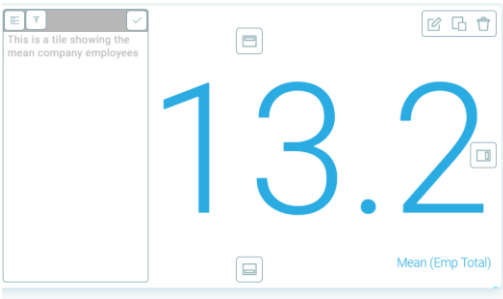 This is a tile showing the
mean company employees
13.2
Mean (Emp Total)